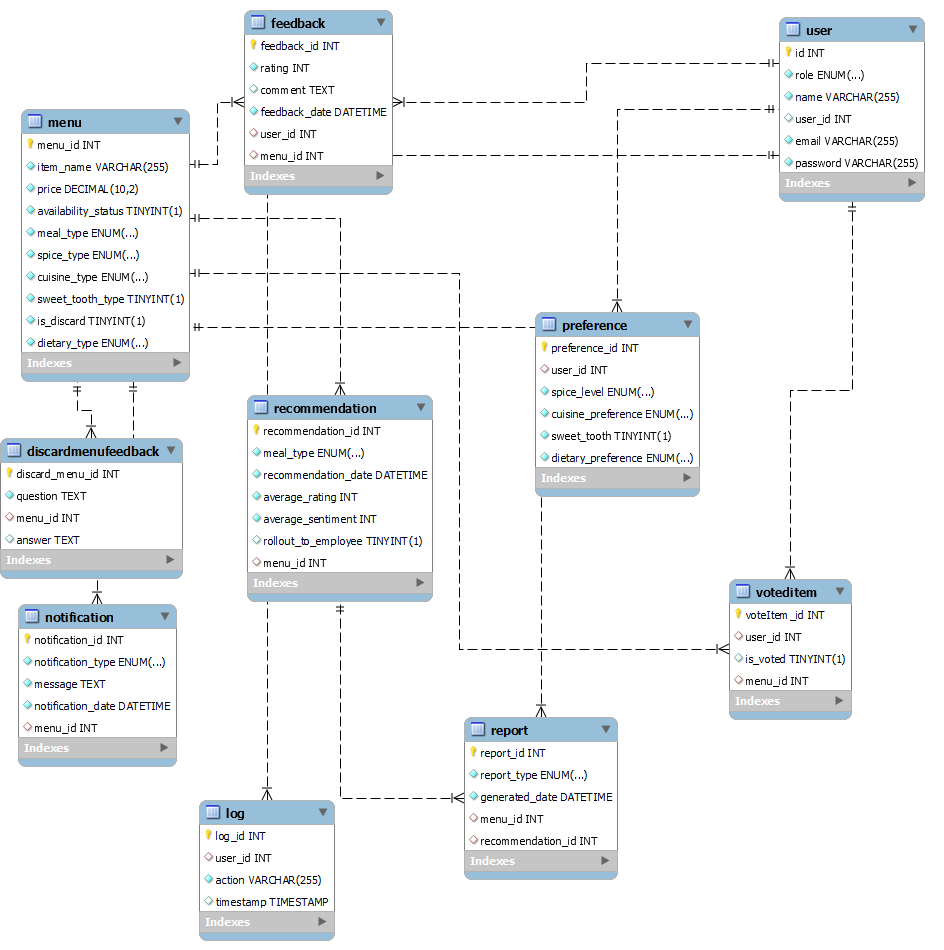 feedback
feedback_id INT
rating INT
comment TEXT
feedback_date DATETIME
user_id INT
menu_id INT
Indexes
user
id INT
role ENUM(...)
name VARCHAR(255)
user_id INT
email VARCHAR(255)
password VARCHAR(255)
Indexes
menu
menu_id INT
item_name VARCHAR(255)
price DECIMAL(10,2)
availability_status TINYINT(1)
meal_type ENUM(...)
spice_type ENUM(...)
cuisine_type ENUM(...)
sweet_tooth_type TINYINT(1)
is_discard TINYINT(1)
dietary_type ENUM(...)
Indexes
preference
preference_id INT
user_id INT
spice_level ENUM(...)
cuisine_preference ENUM(...)
sweet_tooth TINYINT(1)
dietary_preference ENUM(...)
Indexes
recommendation
recommendation_id INT
meal_type ENUM(...)
recommendation_date DATETIME
average_rating INT
average_sentiment INT
rollout_to_employee TINYINT(1)
menu_id INT
Indexes
discardmenufeedback
discard_menu_id INT
question TEXT
menu_id INT
answer TEXT
Indexes
voteditem
voteItem_id INT
user_id INT
is_voted TINYINT(1)
menu_id INT
Indexes
notification
notification_id INT
notification_type ENUM(...)
message TEXT
notification_date DATETIME
menu_id INT
Indexes
report
report_id INT
report_type ENUM(...)
generated_date DATETIME
menu_id INT
recommendation_id INT
Indexes
log
log_id INT
user_id INT
action VARCHAR(255)
timestamp TIMESTAMP
Indexes